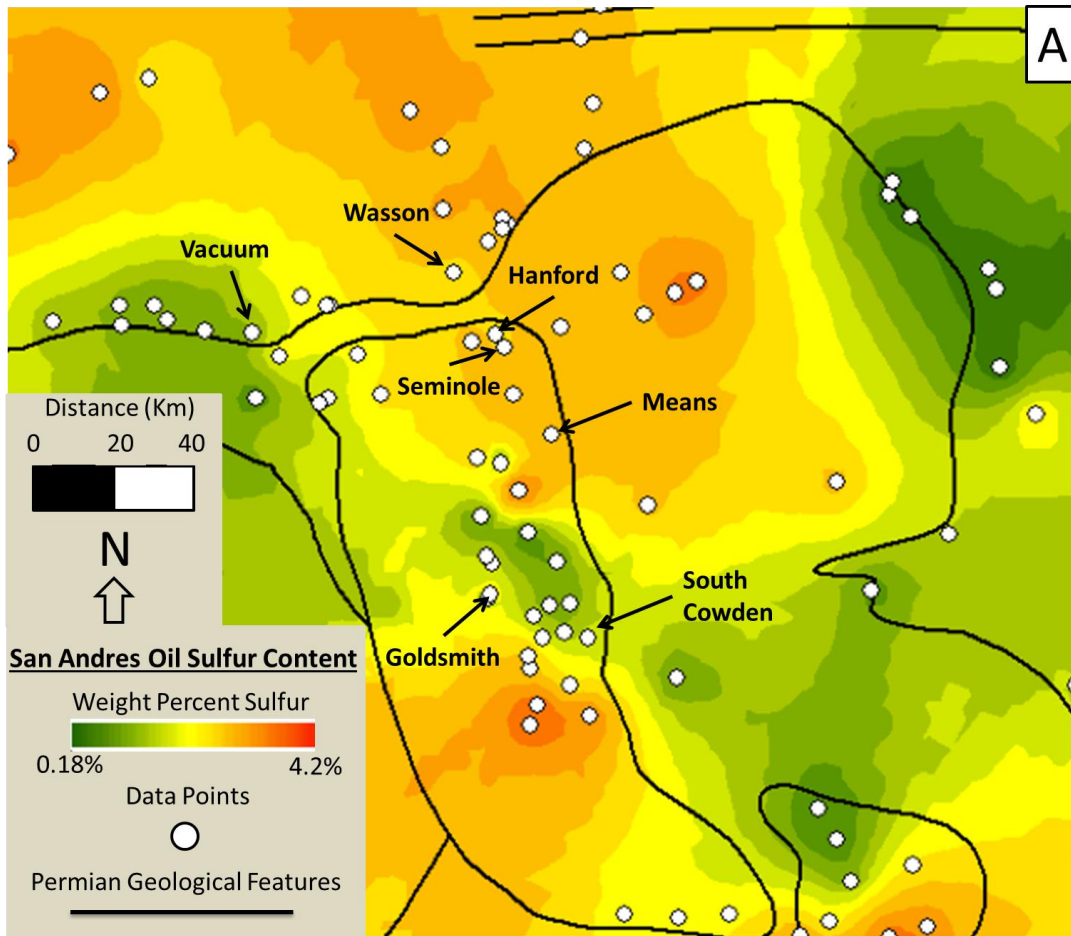 A
Wasson
Vacuum
Hanford
Seminole
Means
South
Cowden
Goldsmith
Distance (Km)
0 20 40
N
San Andres Oil Sulfur Content
Weight Percent Sulfur
0.18% 4.2%
Data Points
Permian Geological Features